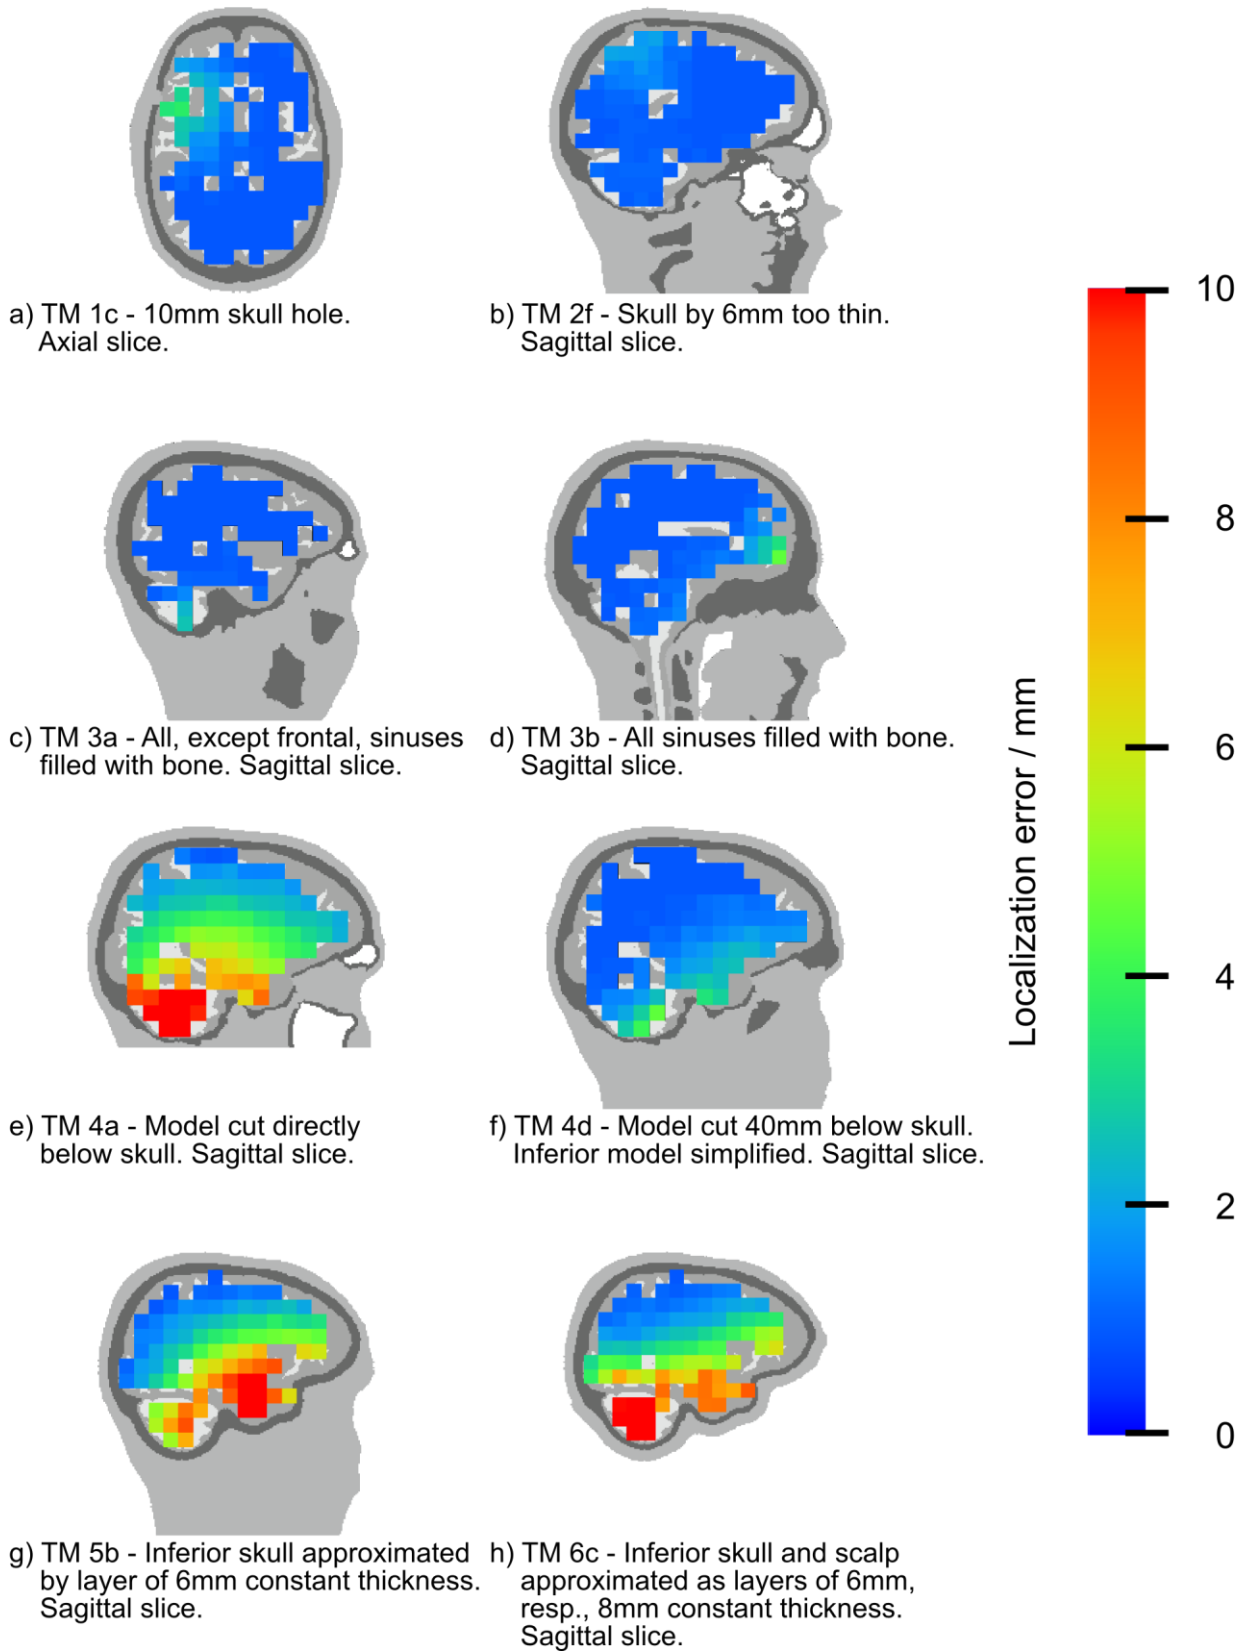 a) TM 1c - 10mm skull hole.
Axial slice.
b) TM 2f - Skull by 6mm too thin.
Sagittal slice.
c) TM 3a - All, except frontal, sinuses
filled with bone. Sagittal slice.
d) TM 3b - All sinuses filled with bone.
Sagittal slice.
e) TM 4a - Model cut directly
below skull. Sagittal slice.
f) TM 4d - Model cut 40mm below skull.
Inferior model simplified. Sagittal slice.
g) TM 5b - Inferior skull approximated
by layer of 6mm constant thickness.
Sagittal slice.
h) TM 6c - Inferior skull and scalp
approximated as layers of 6mm,
resp., 8mm constant thickness.
Sagittal slice.
Localization error / mm
10
8
6
4
2
0